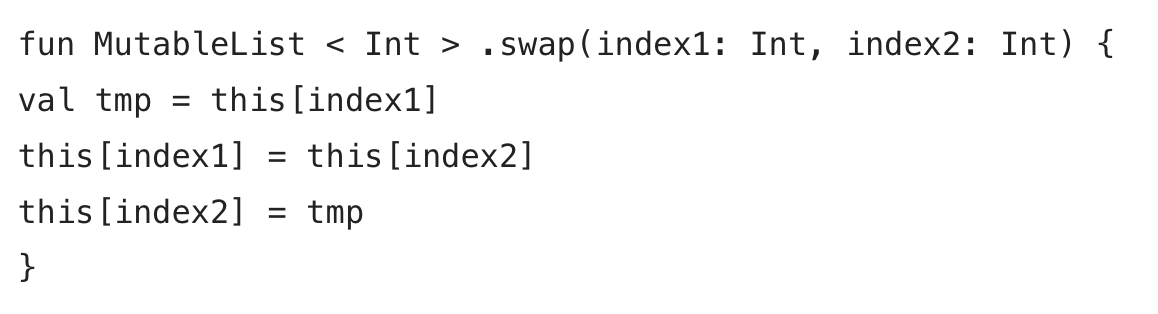 fun MutableList < Int > .swap(index1: Int, index2: Int) {
val tmp = this[index1]
this[index1] = this[index2]
this[index2] = tmp
}